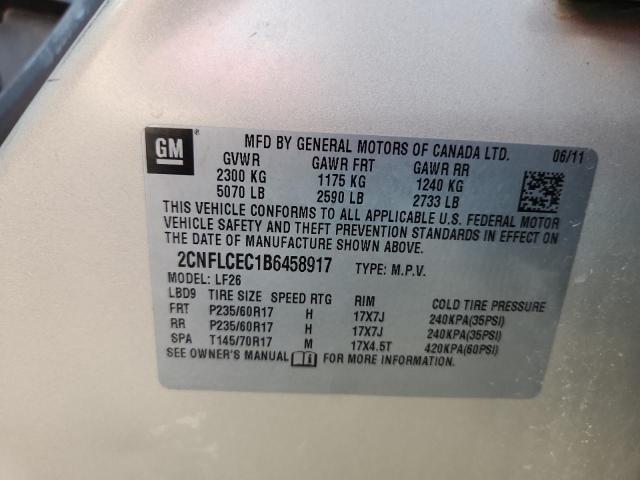 GM ®
MFD BY GENERAL MOTORS OF CANADA LTD. 06/11
GVWR GAWR FRT GAWR RR
2300 KG 1175 KG 1240 KG
5070 LB 2590 LB 2733 LB
THIS VEHICLE CONFORMS TO ALL APPLICABLE U.S. FEDERAL MOTOR
VEHICLE SAFETY AND THEFT PREVENTION STANDARDS IN EFFECT ON
THE DATE OF MANUFACTURE SHOWN ABOVE.
2CNFLCEC1B6458917 TYPE: M.P.V.
MODEL: LF26
LBD9 TIRE SIZE SPEED RTG RIM COLD TIRE PRESSURE
FRT P235/60R17 H 17X7J 240KPA(35PSI)
RR P235/60R17 H 17X7J 240KPA(35PSI)
SPA T145/70R17 M 17X4.5T 420KPA(60PSI)
SEE OWNER'S MANUAL FOR MORE INFORMATION.